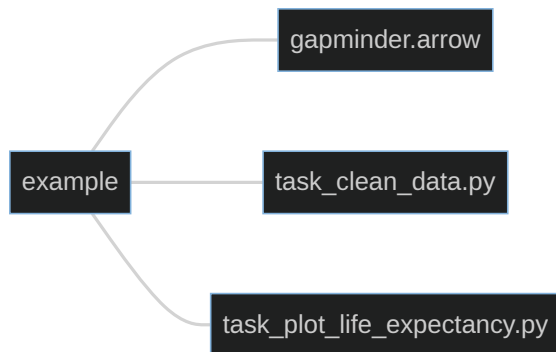 gapminder.arrow
example
task_clean_data.py
task_plot_life_expectancy.py